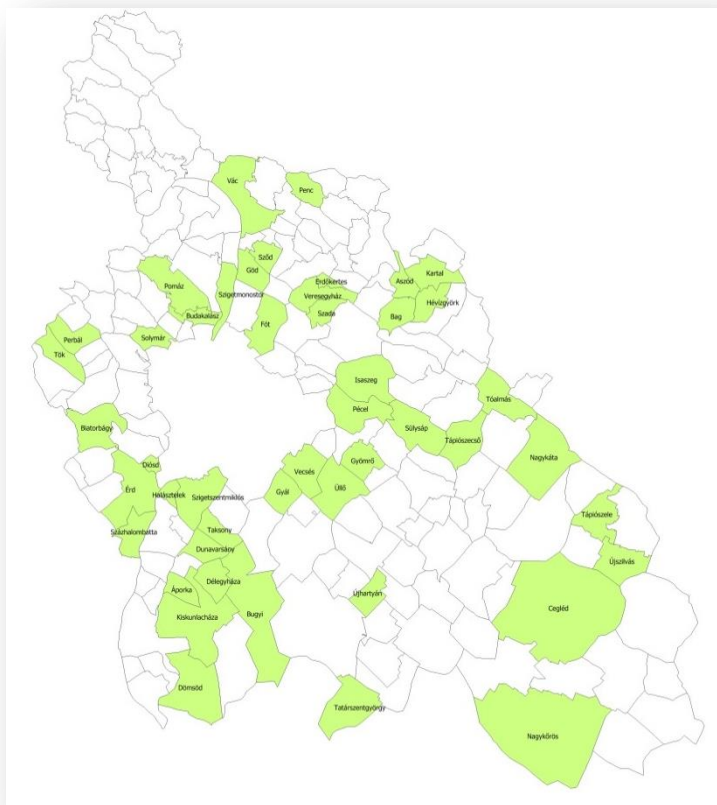 Vác
Penc
Sződ
Göd
Kartal
Aszód
Pomáz
Erdőkertes
Szigetmonostor
Veresegyház
Hévízgyörk
Budakalász
Szada
Bag
Fót
Solymár
Perbál
Tök
Isaszeg
Tóalmás
Pécel
Biatorbágy
Sülysáp
Tápiószecső
Nagykáta
Diósd
Gyömrő
Vecsés
Érd
Halásztelek
Szigetszentmiklós
Gyál
Üllő
Tápiószele
Százhalombatta
Taksony
Dunavarsány
Újszilvás
Délegyháza
Áporka
Újhartyán
Cegléd
Kiskunlacháza
Bugyi
Dömsöd
Tatárszentgyörgy
Nagykőrös